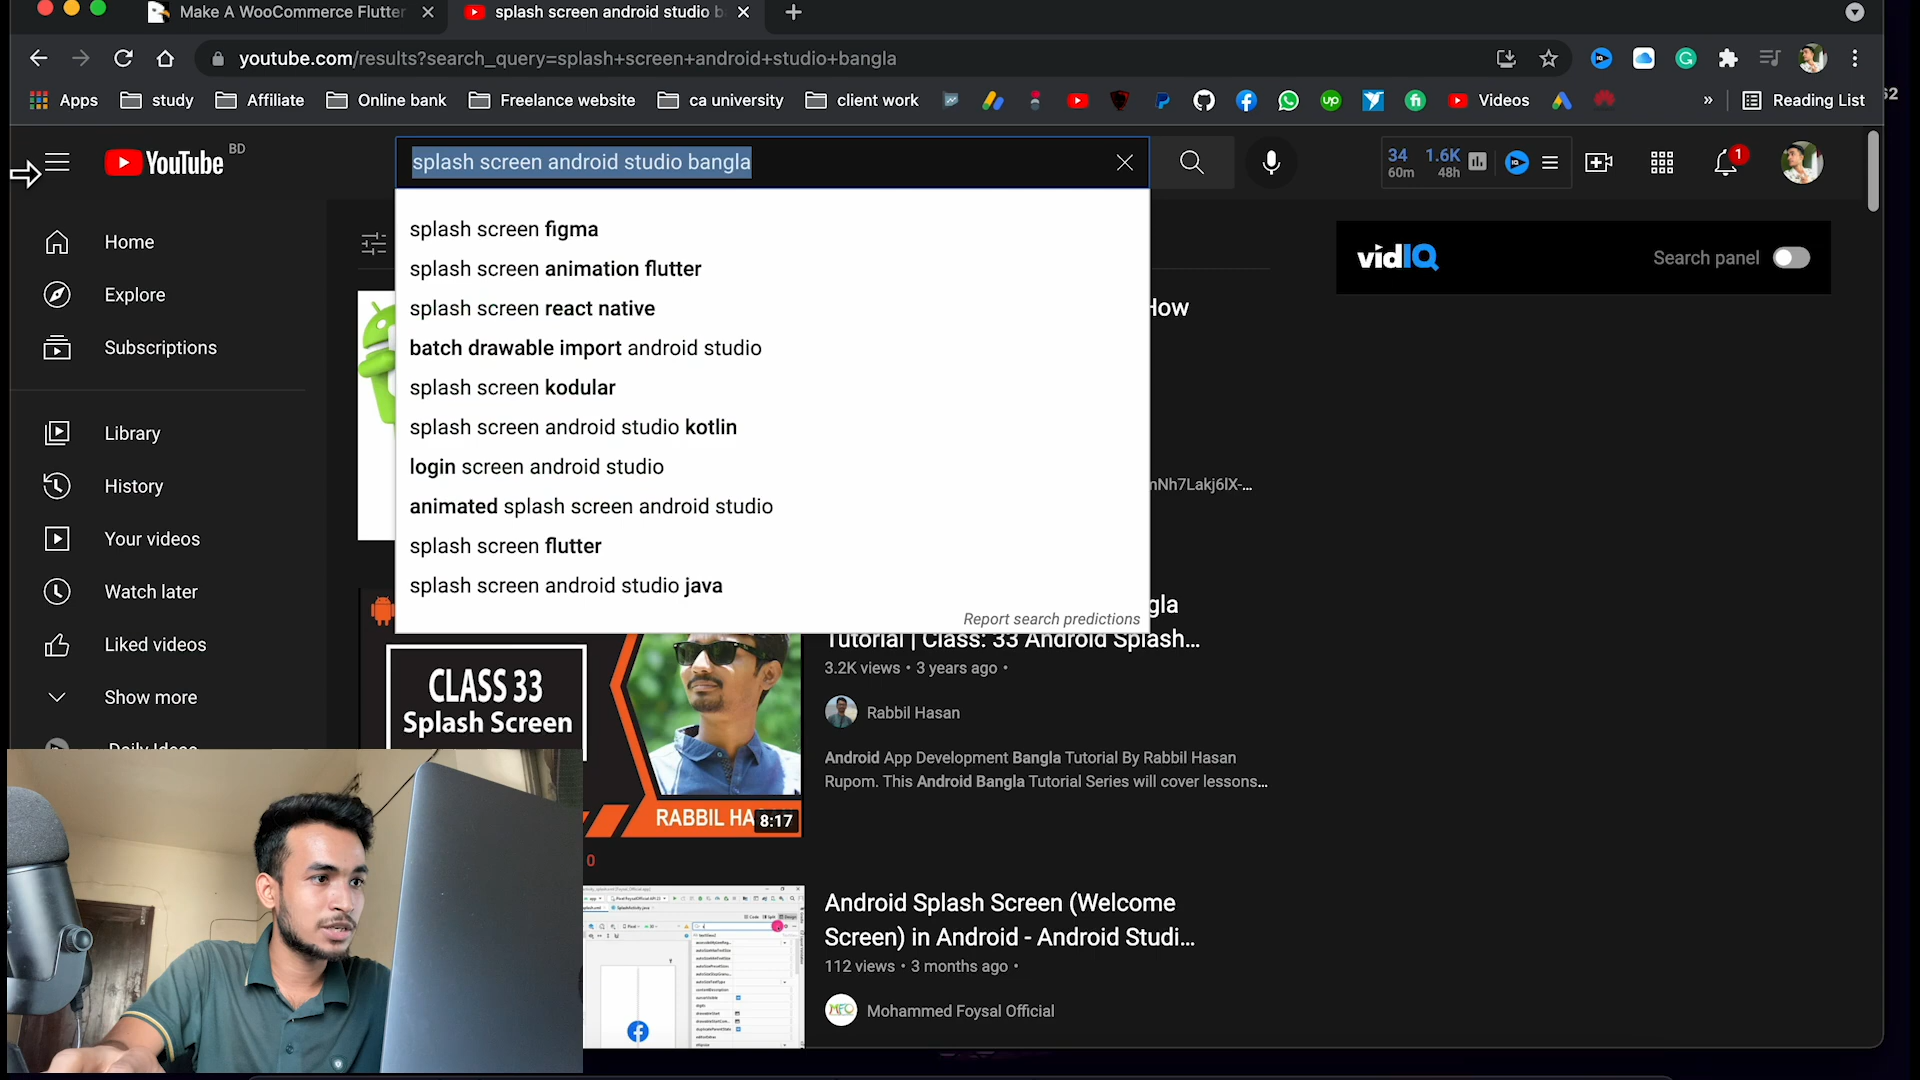 Make A WooCommerce Flutter
splash screen android studio b
youtube.com/results?search_query=splash+screen+android+studio+bangla
Apps
study
Affiliate
Online bank
Freelance website
ca university
client work
Videos
»
Reading List
62
YouTube BD
splash screen android studio bangla
34
60m
1.6K
48h
1
Home
Explore
Subscriptions
Library
History
Your videos
Watch later
Liked videos
Show more
Daily Ideas
splash screen figma
splash screen animation flutter
splash screen react native
batch drawable import android studio
splash screen kodular
splash screen android studio kotlin
login screen android studio
animated splash screen android studio
splash screen flutter
splash screen android studio java
Report search predictions
vidIQ
Search panel
How
nNh7Lakj6lX-...
gla
Tutorial | Class: 33 Android Splash...
3.2K views • 3 years ago •
Rabbil Hasan
Android App Development Bangla Tutorial By Rabbil Hasan
Rupom. This Android Bangla Tutorial Series will cover lessons...
CLASS 33
Splash Screen
RABBIL HA
8:17
0
Android Splash Screen (Welcome
Screen) in Android - Android Studi...
112 views • 3 months ago •
MFO
Mohammed Foysal Official